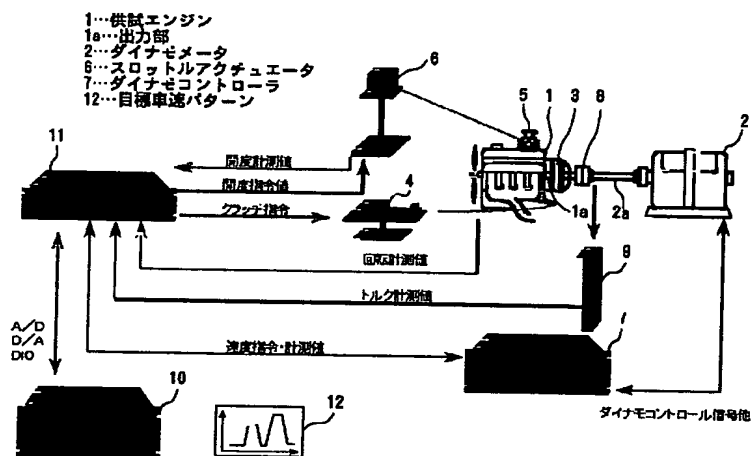 1…供試エンジン
1a…出力部
2…ダイナモメータ
6…スロットルアクチュエータ
7…ダイナモコントローラ
12…目標車速パターン
6
5
1
3
8
2
11
開度計測値
開度指令値
クラッチ指令
4
1a
2a
回転計測値
9
トルク計測値
A/D
D/A
DIO
速度指令・計測値
7
10
12
ダイナモコントロール信号他